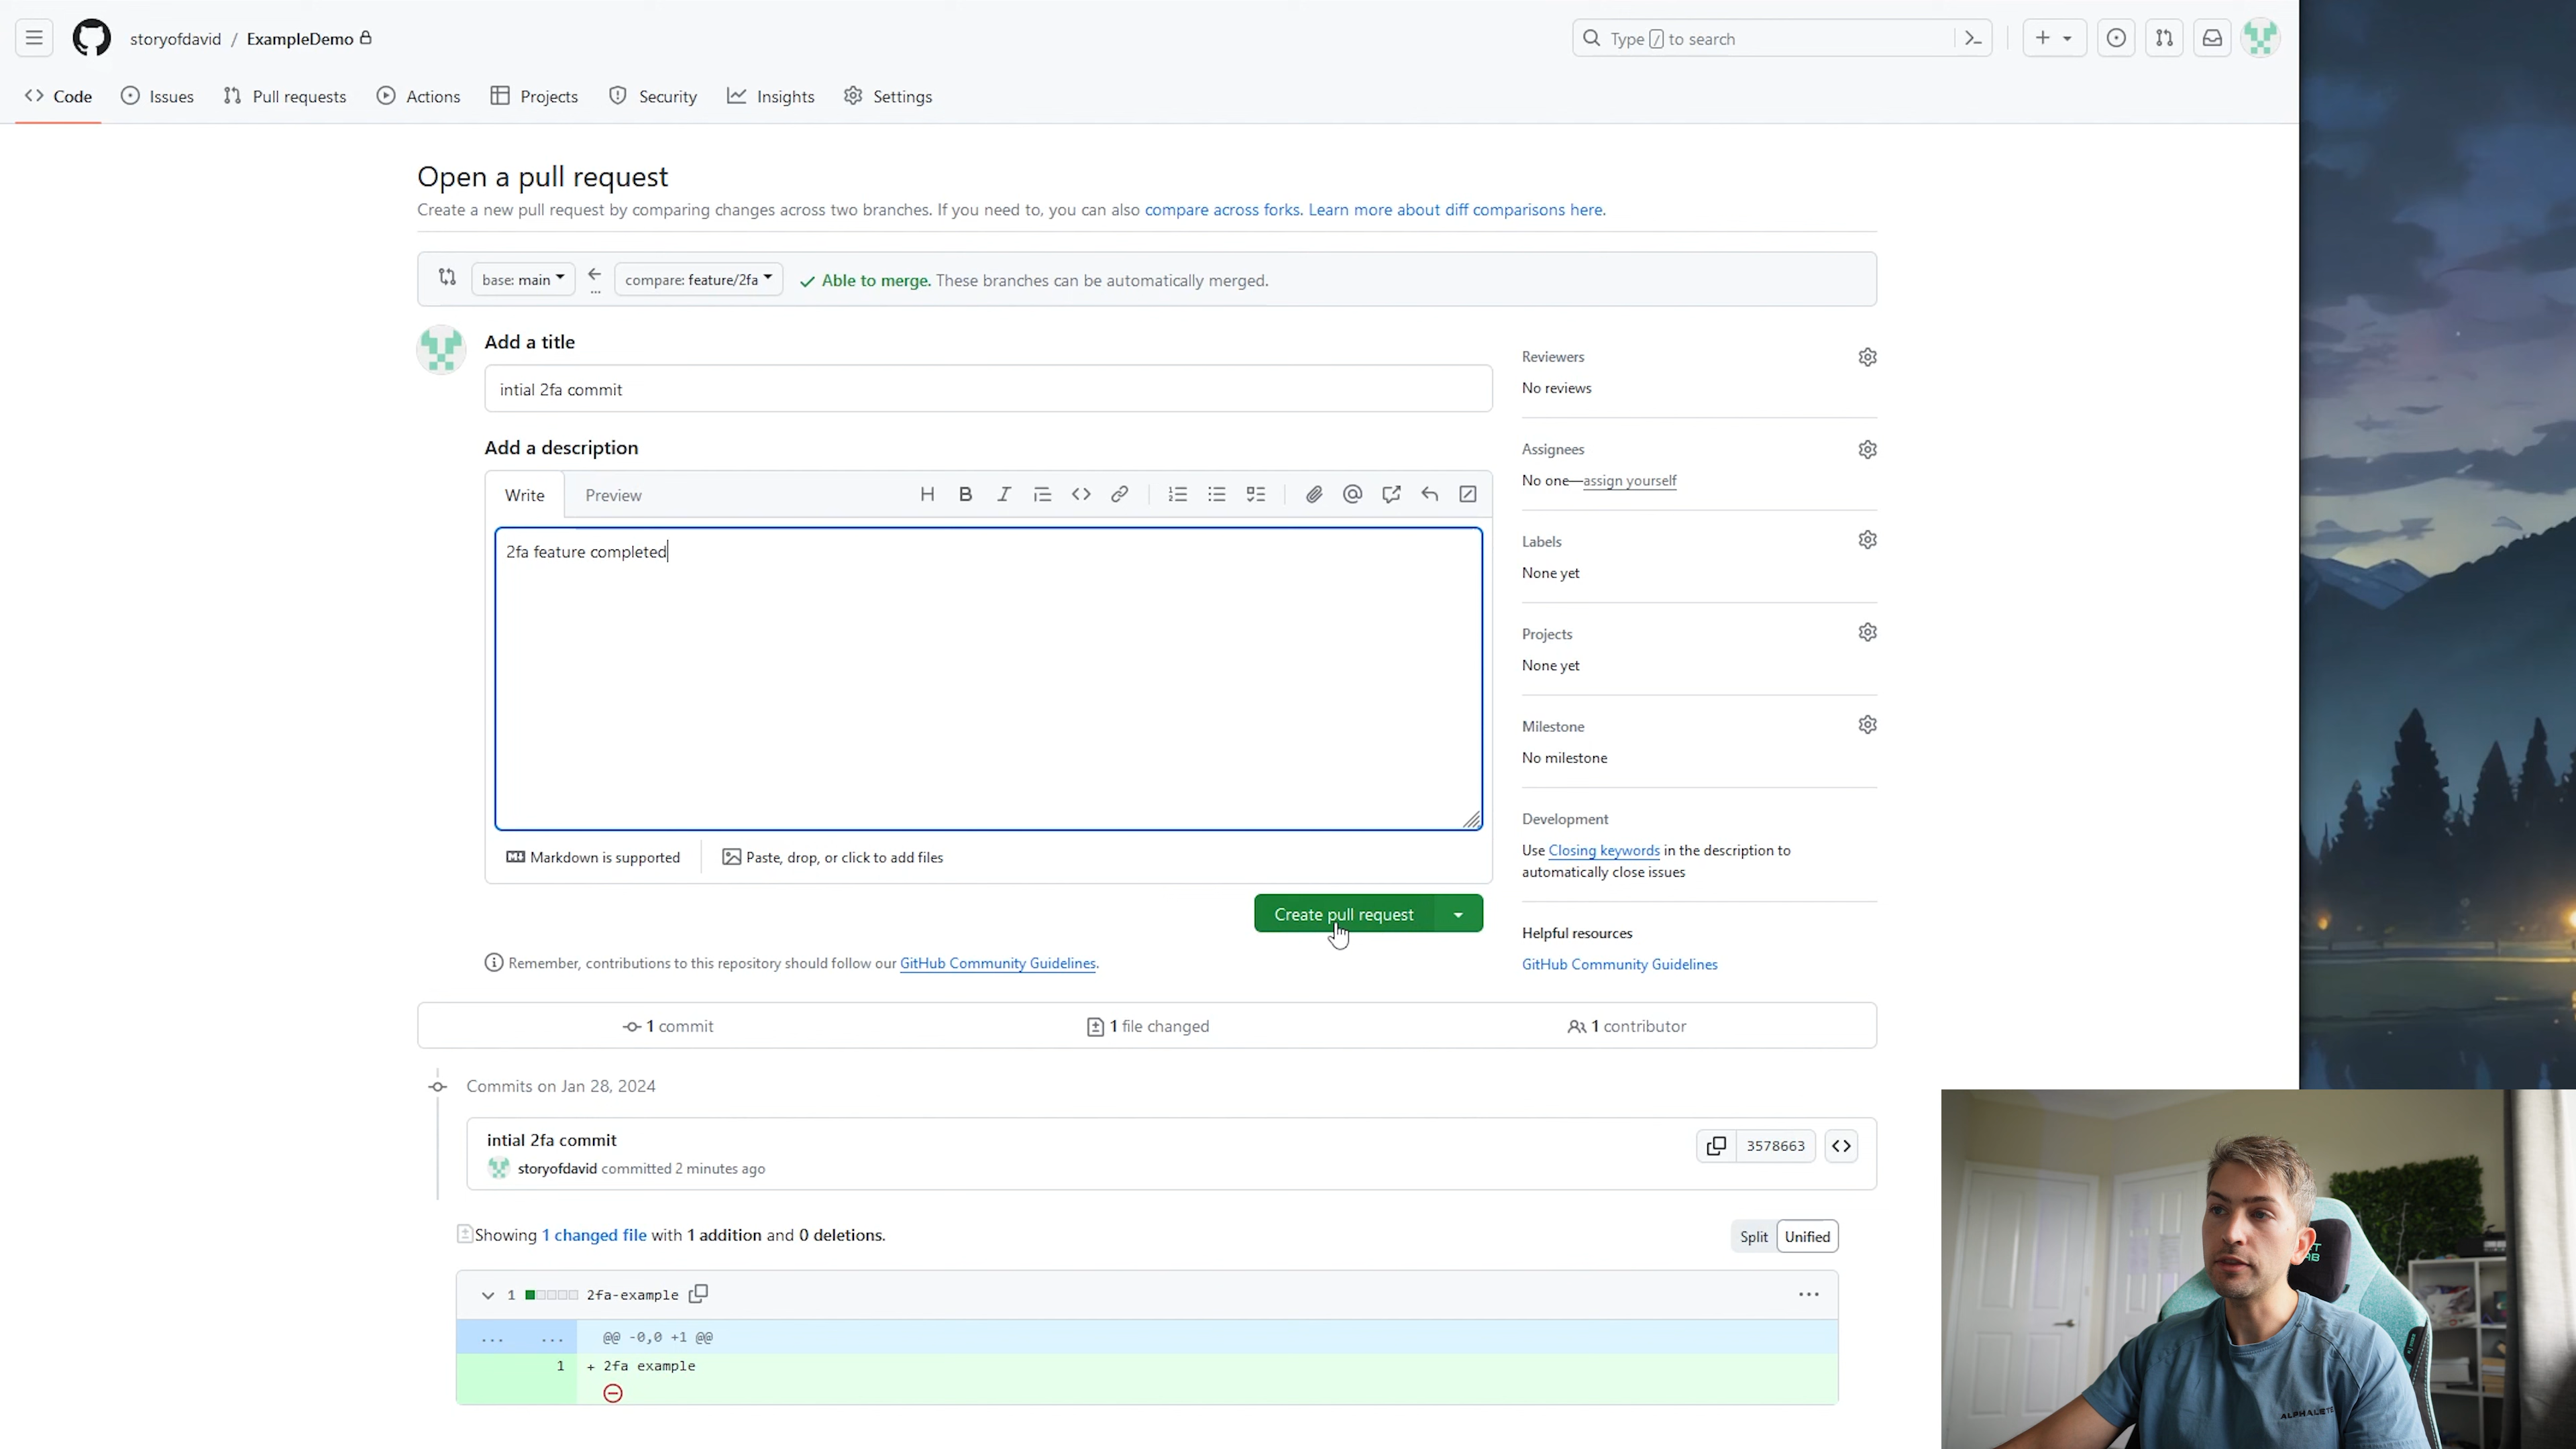 storyofdavid / ExampleDemo
Type / to search
Code Issues Pull requests Actions Projects Security Insights Settings
Open a pull request
Create a new pull request by comparing changes across two branches. If you need to, you can also compare across forks. Learn more about diff comparisons here.
base: main compare: feature/2fa Able to merge. These branches can be automatically merged.
Add a title
intial 2fa commit
Add a description
Write Preview
2fa feature completed
Markdown is supported Paste, drop, or click to add files
Create pull request
Remember, contributions to this repository should follow our GitHub Community Guidelines.
Reviewers
No reviews
Assignees
No one—assign yourself
Labels
None yet
Projects
None yet
Milestone
No milestone
Development
Use Closing keywords in the description to
automatically close issues
Helpful resources
GitHub Community Guidelines
1 commit 1 file changed 1 contributor
Commits on Jan 28, 2024
intial 2fa commit
storyofdavid committed 2 minutes ago
3578663
Showing 1 changed file with 1 addition and 0 deletions.
Split Unified
1 2fa-example
@@ -0,0 +1 @@
1 + 2fa example